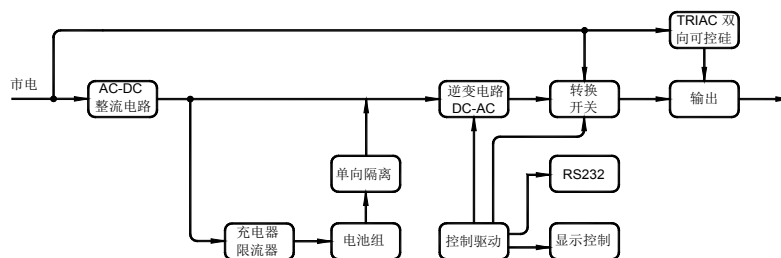 TRIAC 双
向可控硅
市电
AC-DC
整流电路
逆变电路
DC-AC
转换
开关
输出
单向隔离
RS232
充电器
限流器
电池组
控制驱动
显示控制